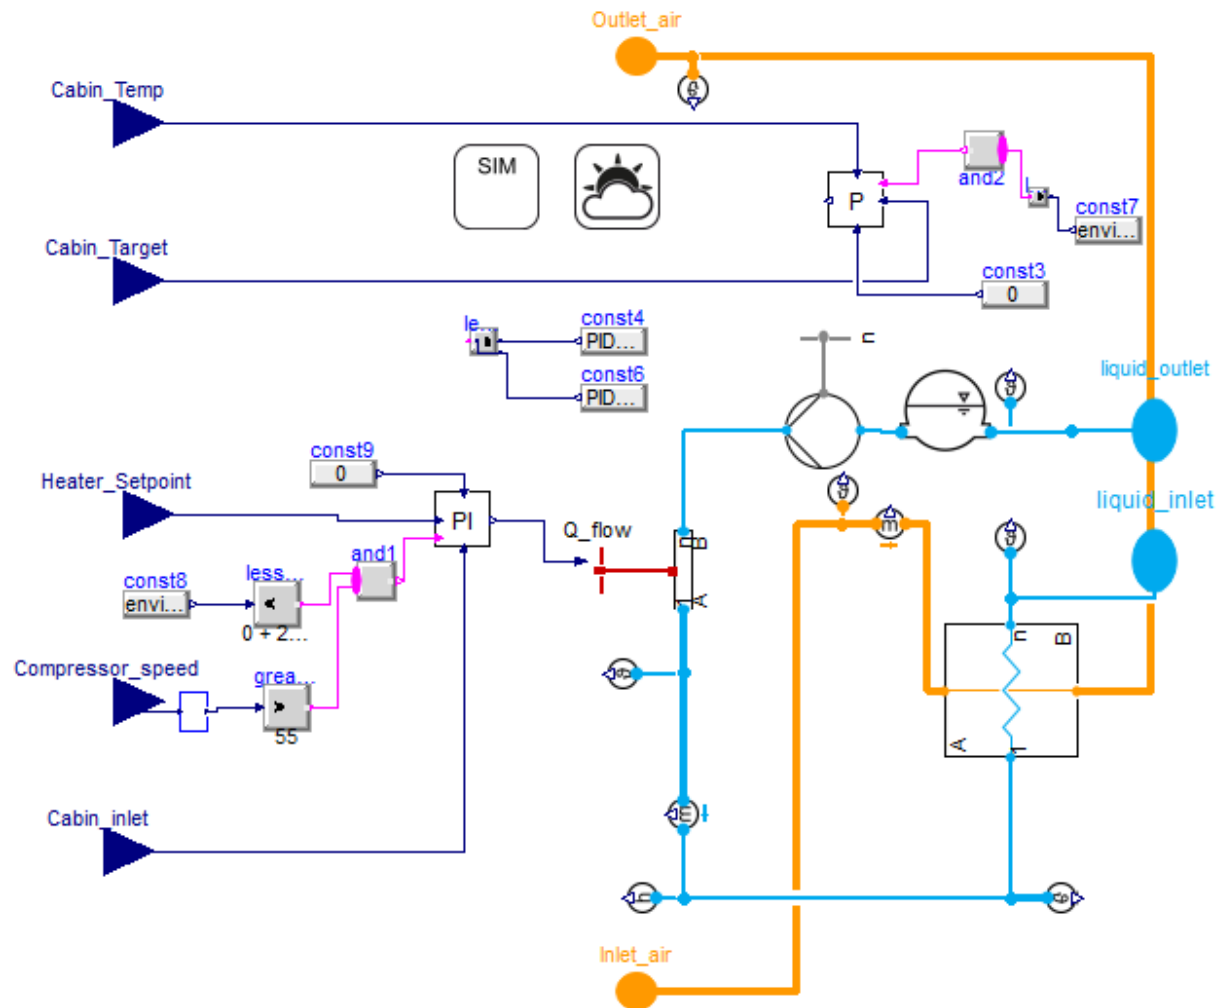 Outlet_air
Cabin_Temp
SIM
and2
P
const7
envi...
Cabin_Target
const3
0
le...
const4
PID...
const6
PID...
n
liquid_outlet
const9
0
Heater_Setpoint
PI
Q_flow
liquid_inlet
and1
const8
envi...
less...
<
0 + 2...
n
B
A
m
n
B
A
1
Compressor_speed
grea...
>
55
Cabin_inlet
m
h
Inlet_air